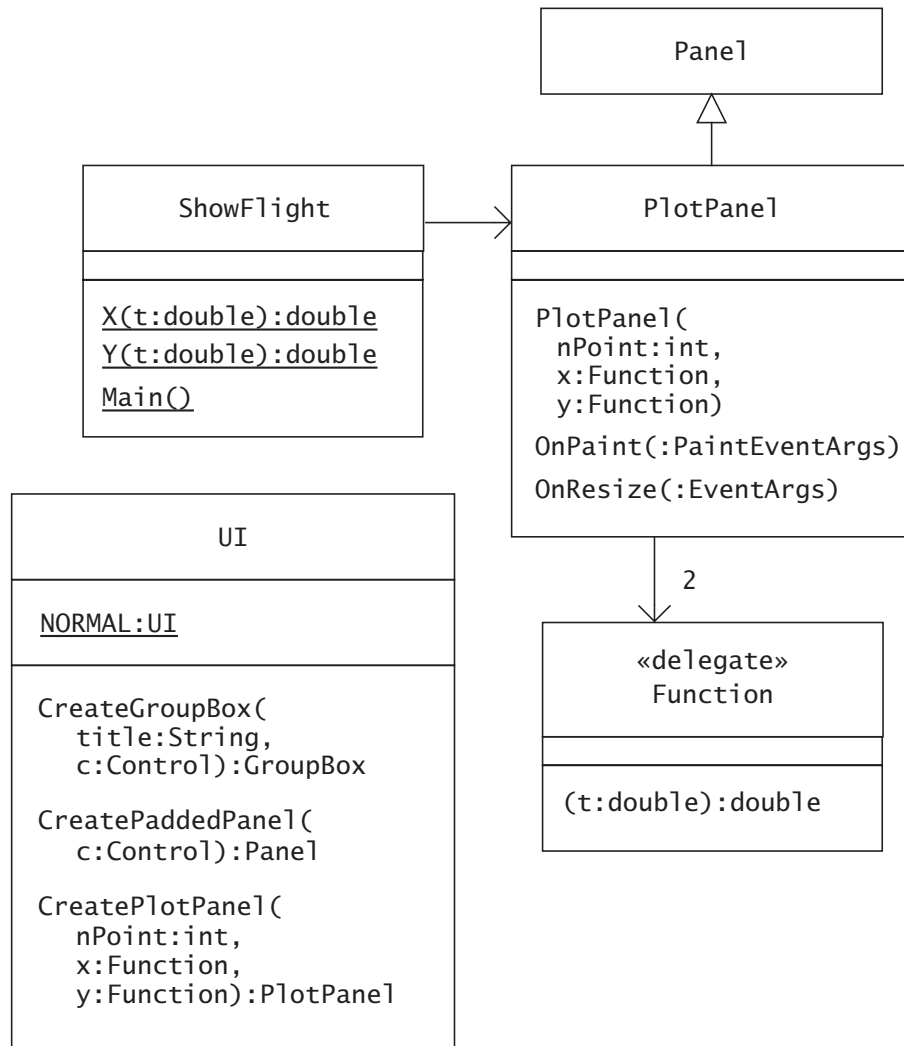 Panel
ShowFlight
X(t:double):double
Y(t:double):double
Main()
PlotPanel
PlotPanel(
nPoint:int,
x:Function,
y:Function)
OnPaint(:PaintEventArgs)
OnResize(:EventArgs)
UI
NORMAL:UI
CreateGroupBox(
title:String,
c:Control):GroupBox
CreatePaddedPanel(
c:Control):Panel
CreatePlotPanel(
nPoint:int,
x:Function,
y:Function):PlotPanel
2
«delegate»
Function
(t:double):double